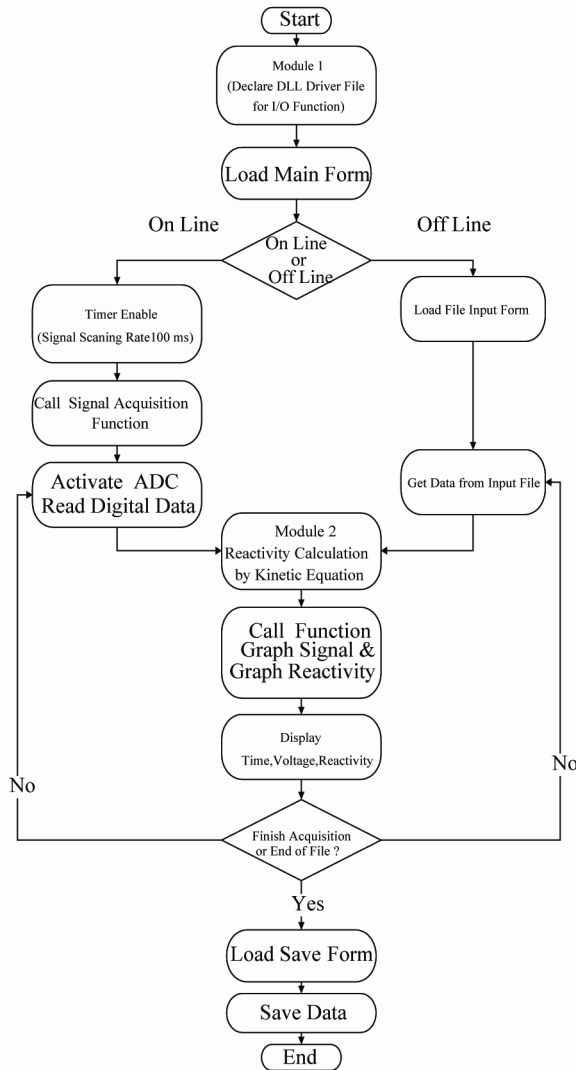 Start
Module 1
(Declare DLL Driver File
for I/O Function)
Load Main Form
On Line
Off Line
On Line
or
Off Line
Timer Enable
(Signal Scaning Rate100 ms)
Load File Input Form
Call Signal Acquisition
Function
Activate ADC
Read Digital Data
Get Data from Input File
Module 2
Reactivity Calculation
by Kinetic Equation
Call Function
Graph Signal &
Graph Reactivity
Display
Time,Voltage,Reactivity
No
No
Finish Acquisition
or End of File ?
Yes
Load Save Form
Save Data
End